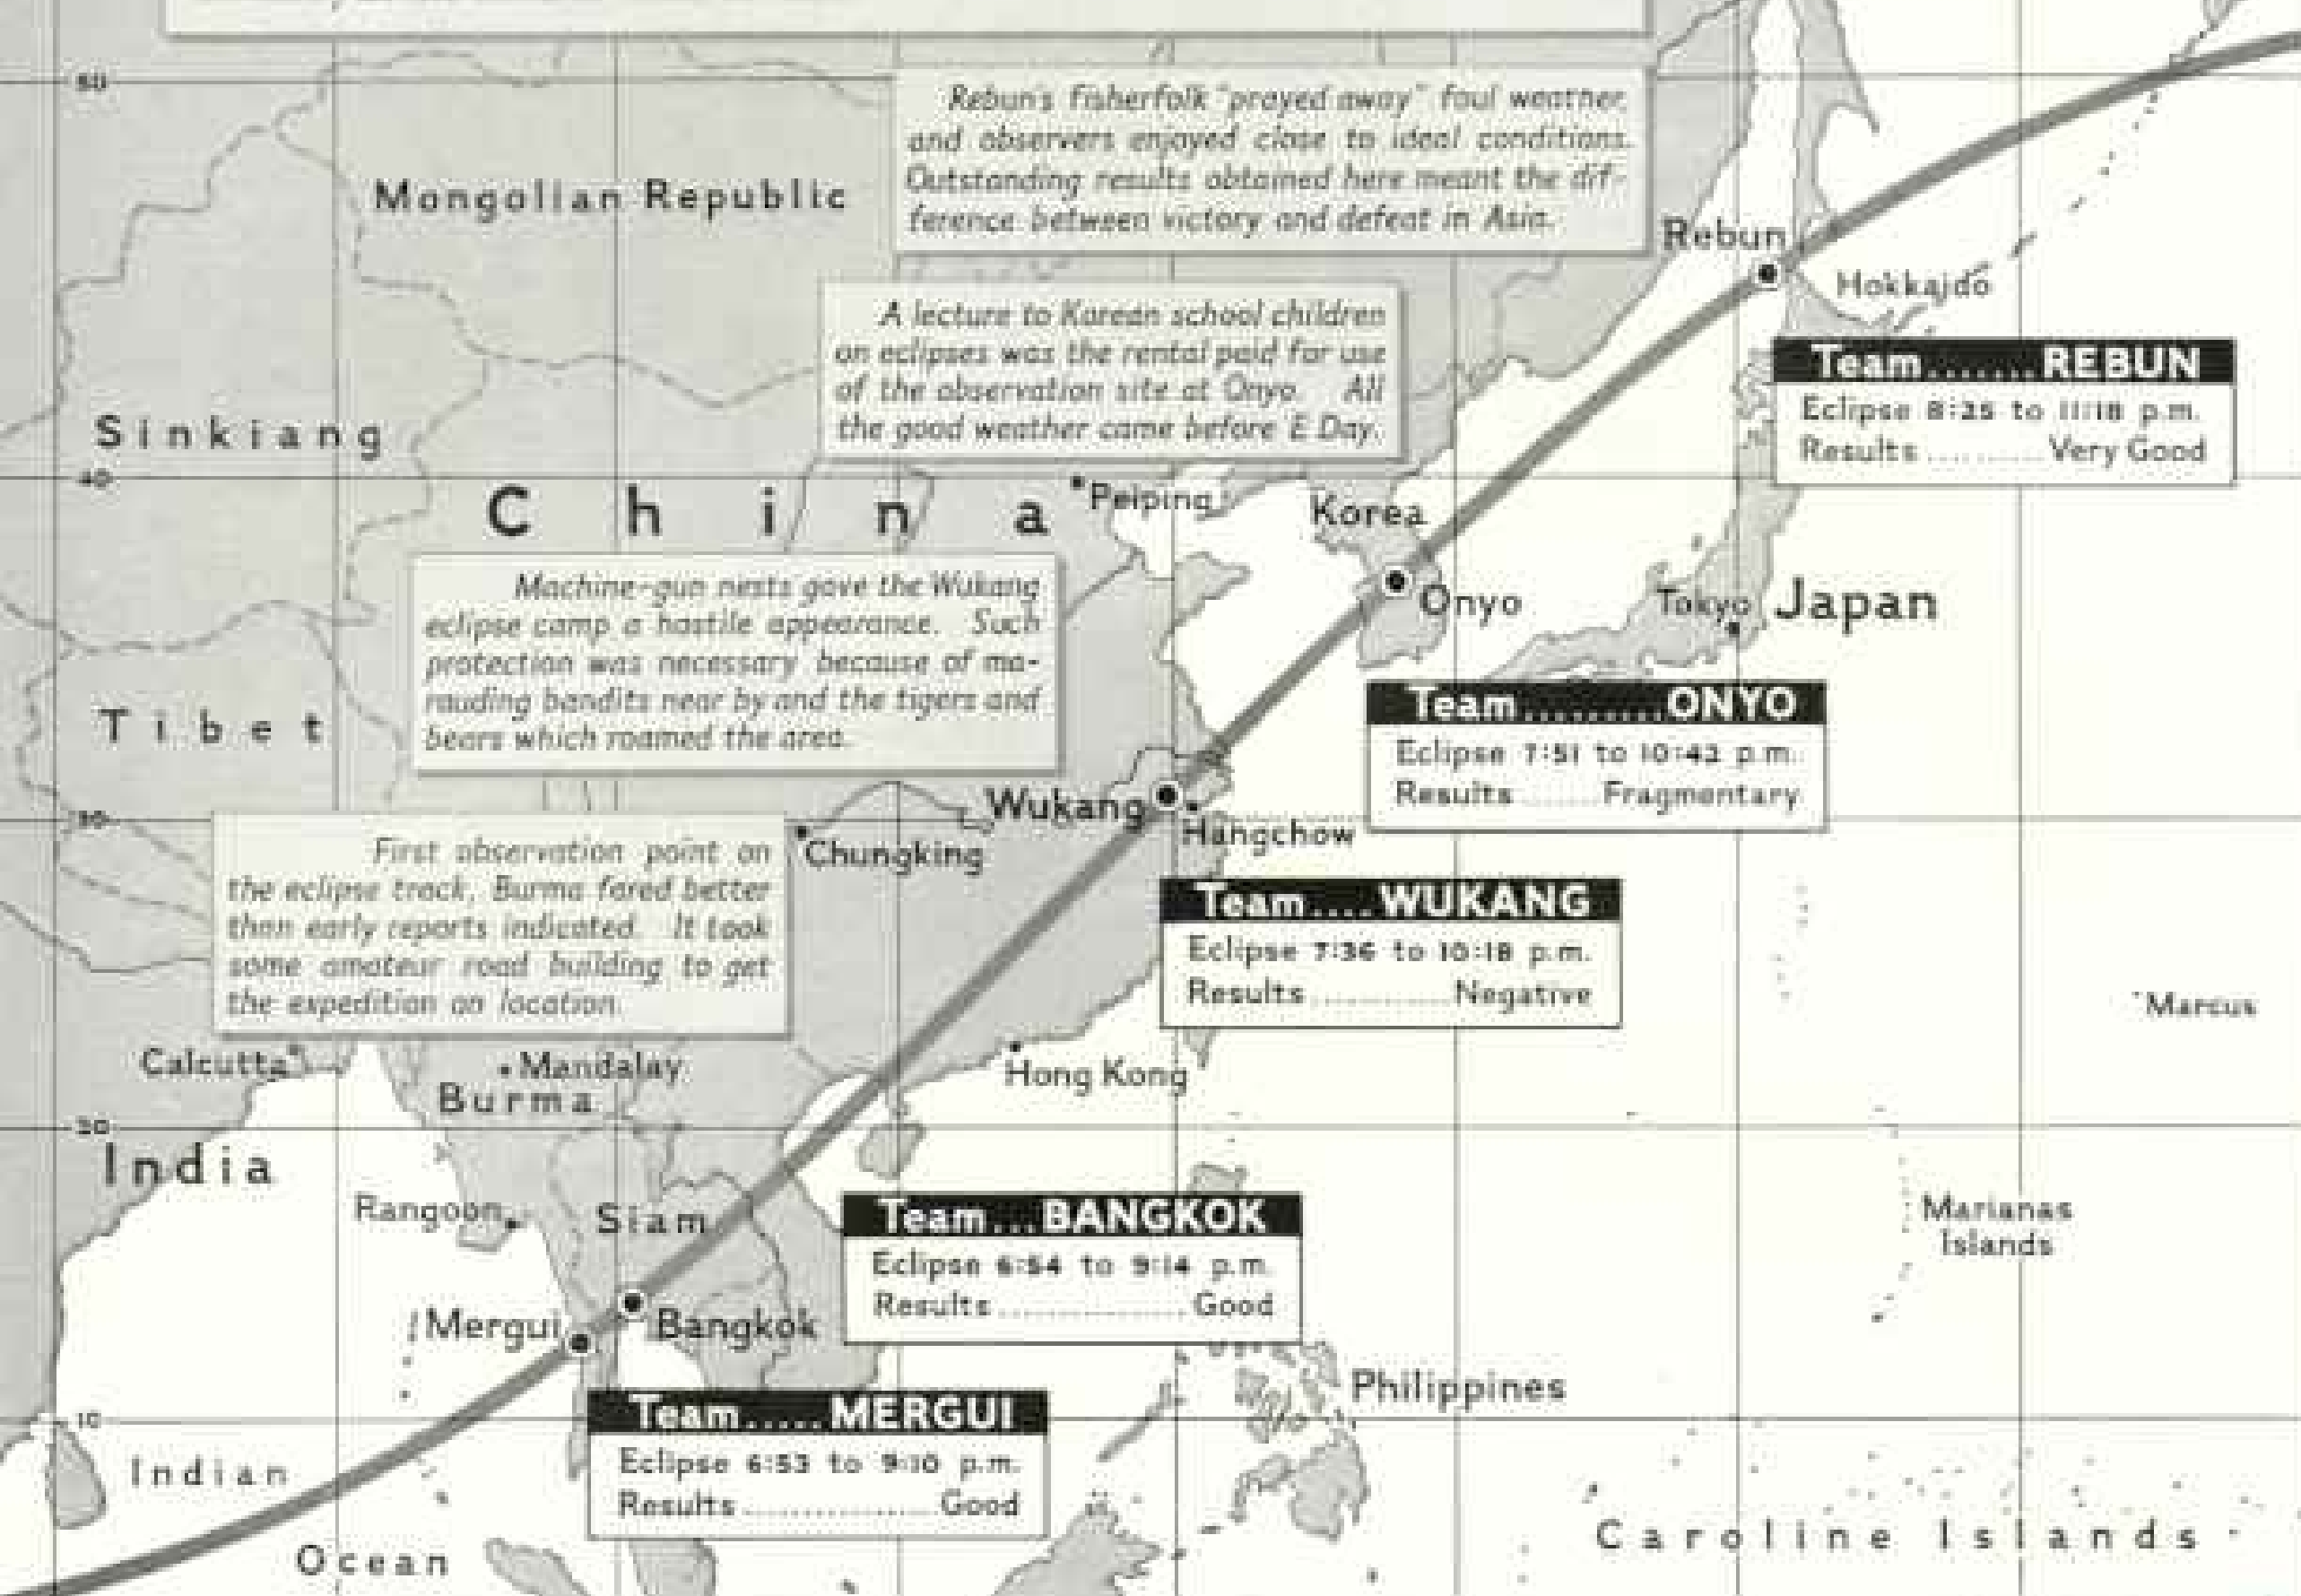 50
Rebun's fisherfolk "prayed away" foul weather,
and observers enjoyed close to ideal conditions.
Outstanding results obtained here meant the dif-
ference between victory and defeat in Asia.
Mongolian Republic
Rebun
Hokkajdo
A lecture to Korean school children
on eclipses was the rental paid for use
of the observation site at Onyo. All
the good weather came before E Day.
Team.......REBUN
Eclipse 8:25 to 11:18 p.m.
Results ........... Very Good
Sinkiang
40
China
Peiping
Korea
Machine-gun nests gave the Wukang
eclipse camp a hostile appearance. Such
protection was necessary because of ma-
rauding bandits near by and the tigers and
bears which roamed the area.
Onyo
Tokyo
Japan
Tibet
Team..........ONYO
Eclipse 7:51 to 10:42 p.m.
Results ....... Fragmentary
30
Wukang
Hangchow
Chungking
First observation point on
the eclipse track, Burma fared better
than early reports indicated. It took
some amateur road building to get
the expedition on location.
Team....WUKANG
Eclipse 7:36 to 10:18 p.m.
Results ............. Negative
Marcus
Calcutta
Mandalay
Burma
Hong Kong
20
India
Rangoon
Siam
Team...BANGKOK
Eclipse 6:54 to 9:14 p.m.
Results .................. Good
Marianas
Islands
Mergui
Bangkok
Philippines
Team.....MERGUI
Eclipse 6:53 to 9:10 p.m.
Results .................. Good
10
Indian
Ocean
Caroline Islands